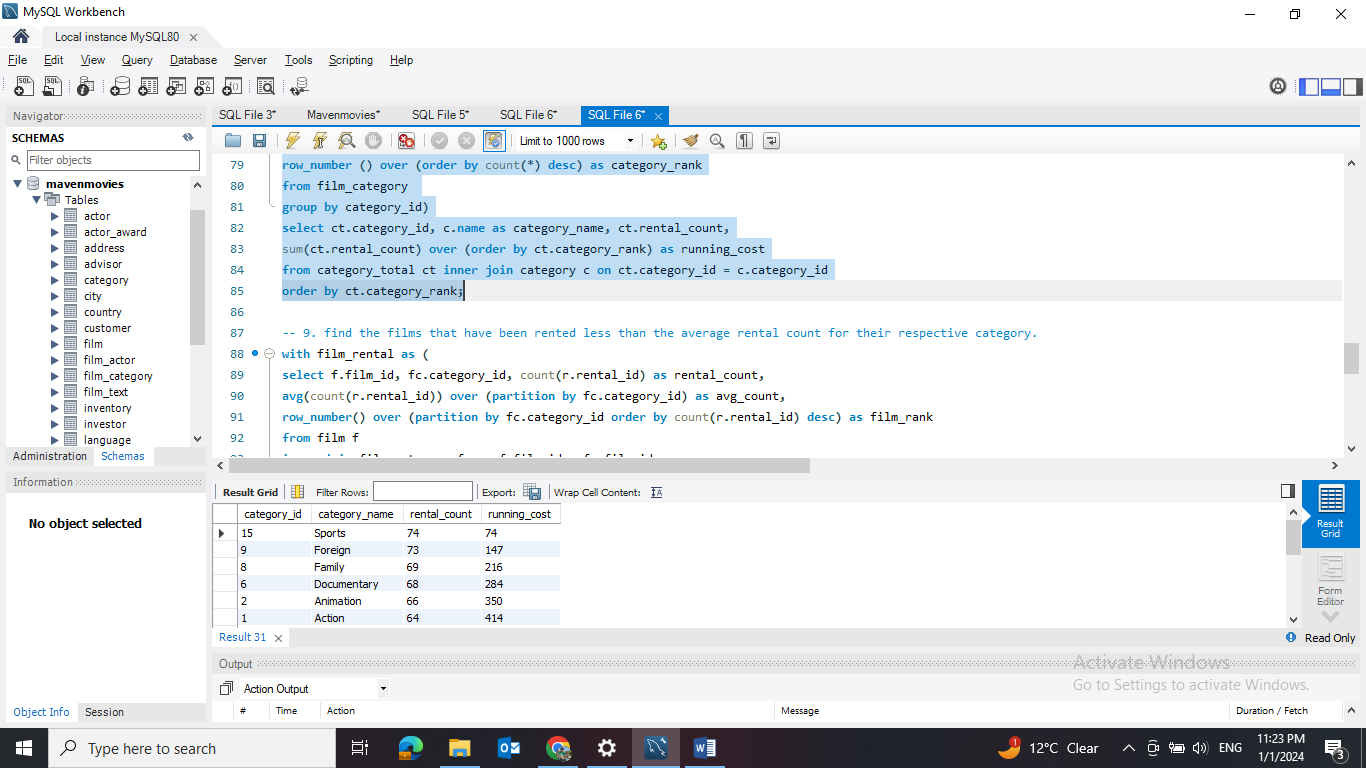 MySQL Workbench
Local instance MySQL80
File Edit View Query Database Server Tools Scripting Help
Navigator
SCHEMAS
Filter objects
mavenmovies
Tables
actor
actor_award
address
advisor
category
city
country
customer
film
film_actor
film_category
film_text
inventory
investor
language
Administration Schemas
Information
No object selected
Object Info Session
SQL File 3* Mavenmovies* SQL File 5* SQL File 6* SQL File 6*
Limit to 1000 rows
79 row_number () over (order by count(*) desc) as category_rank
80 from film_category
81 group by category_id)
82 select ct.category_id, c.name as category_name, ct.rental_count,
83 sum(ct.rental_count) over (order by ct.category_rank) as running_cost
84 from category_total ct inner join category c on ct.category_id = c.category_id
85 order by ct.category_rank;
86
87 -- 9. find the films that have been rented less than the average rental count for their respective category.
88 with film_rental as (
89 select f.film_id, fc.category_id, count(r.rental_id) as rental_count,
90 avg(count(r.rental_id)) over (partition by fc.category_id) as avg_count,
91 row_number() over (partition by fc.category_id order by count(r.rental_id) desc) as film_rank
92 from film f
Result Grid Filter Rows: Export: Wrap Cell Content:
category_id category_name rental_count running_cost
15 Sports 74 74
9 Foreign 73 147
8 Family 69 216
6 Documentary 68 284
2 Animation 66 350
1 Action 64 414
Result Grid
Form Editor
Result 31
Read Only
Output
Activate Windows
Go to Settings to activate Windows.
Action Output
# Time Action Message Duration / Fetch
Type here to search
12°C Clear
ENG
11:23 PM
1/1/2024
3